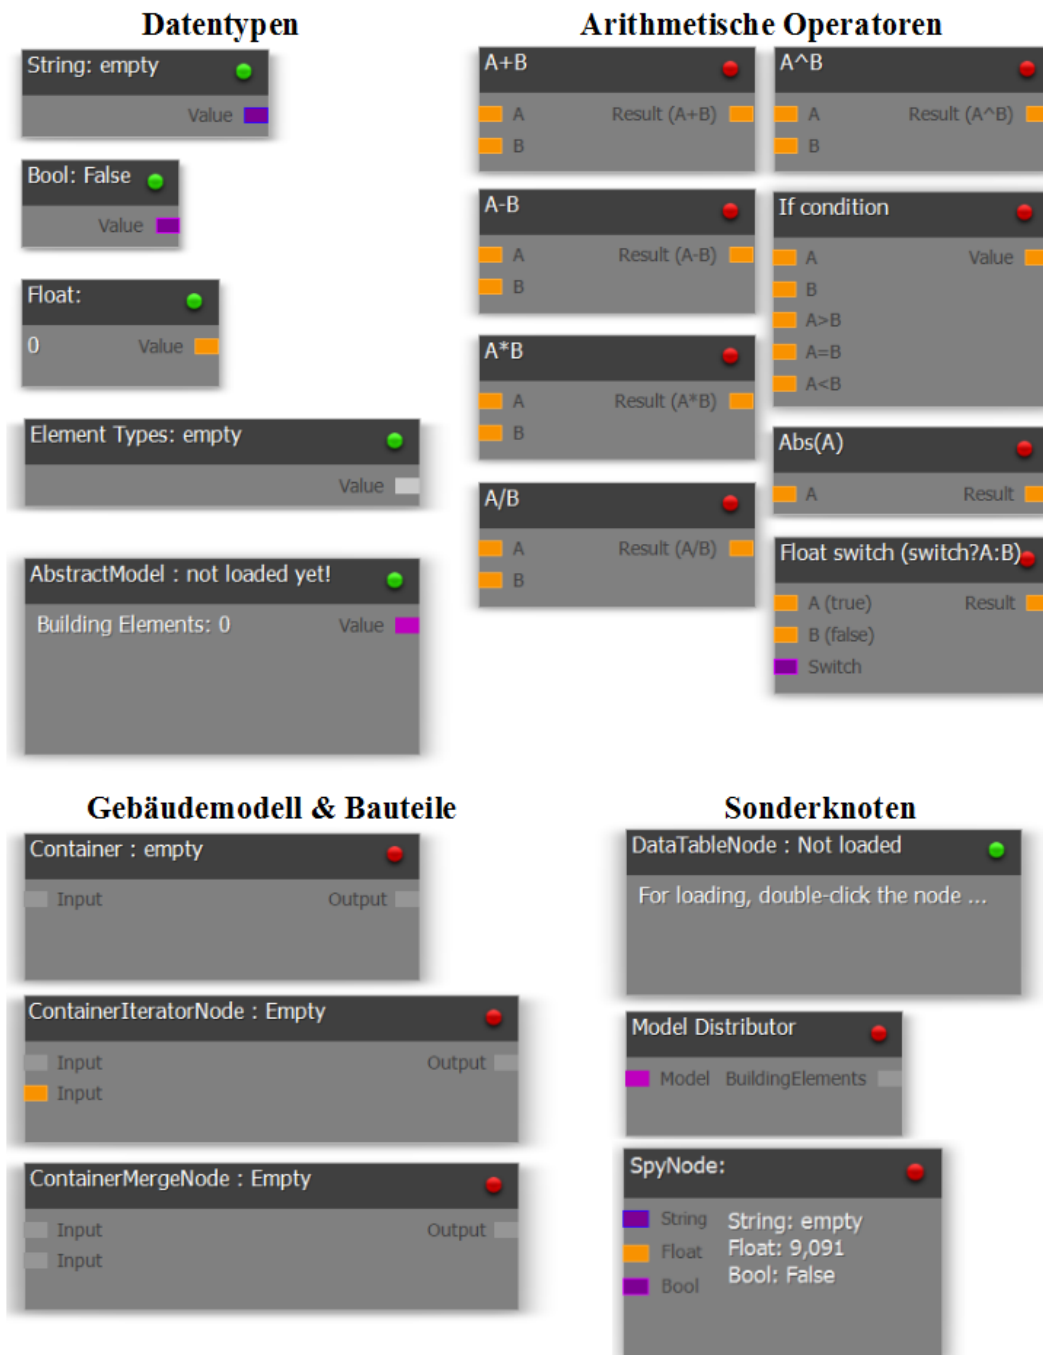 Datentypen
String: empty
Value
Bool: False
Value
Float:
0 Value
Element Types: empty
Value
AbstractModel : not loaded yet!
Building Elements: 0 Value
Arithmetische Operatoren
A+B
A Result (A+B)
B
A-B
A Result (A-B)
B
A*B
A Result (A*B)
B
A/B
A Result (A/B)
B
A^B
A Result (A^B)
B
If condition
A Value
B
A>B
A=B
A<B
Abs(A)
A Result
Float switch (switch?A:B)
A (true) Result
B (false)
Switch
Gebäudemodell & Bauteile
Container : empty
Input Output
ContainerIteratorNode : Empty
Input Output
Input
ContainerMergeNode : Empty
Input Output
Input
Sonderknoten
DataTableNode : Not loaded
For loading, double-click the node ...
Model Distributor
Model BuildingElements
SpyNode:
String String: empty
Float Float: 9,091
Bool Bool: False